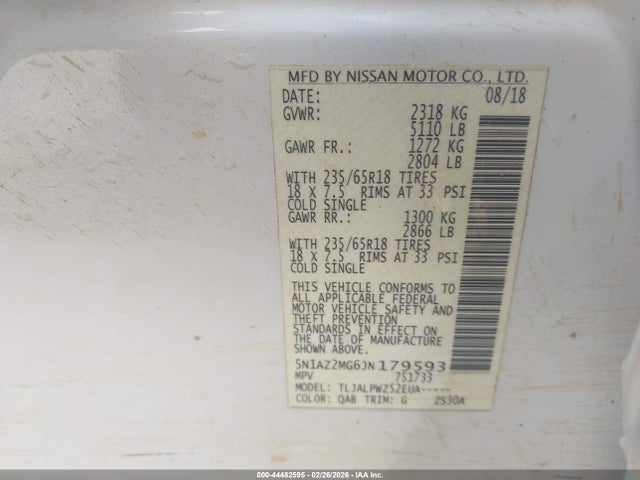 MFD BY NISSAN MOTOR CO., LTD.
DATE: 08/18
GVWR: 2318 KG
5110 LB
GAWR FR.: 1272 KG
2804 LB
WITH 235/65R18 TIRES
18 X 7.5 RIMS AT 33 PSI
COLD SINGLE
GAWR RR.: 1300 KG
2866 LB
WITH 235/65R18 TIRES
18 X 7.5 RIMS AT 33 PSI
COLD SINGLE
THIS VEHICLE CONFORMS TO
ALL APPLICABLE FEDERAL
MOTOR VEHICLE SAFETY AND
THEFT PREVENTION
STANDARDS IN EFFECT ON
THE DATE OF MANUFACTURE
SHOWN ABOVE.
5N1AZ2MG6JN179593
MPV 751733
MODEL: TLJALPWZ52EUA-----
COLOR: QAB TRIM: G ZS30A
000-44482595 - 02/26/2026 - IAA Inc.